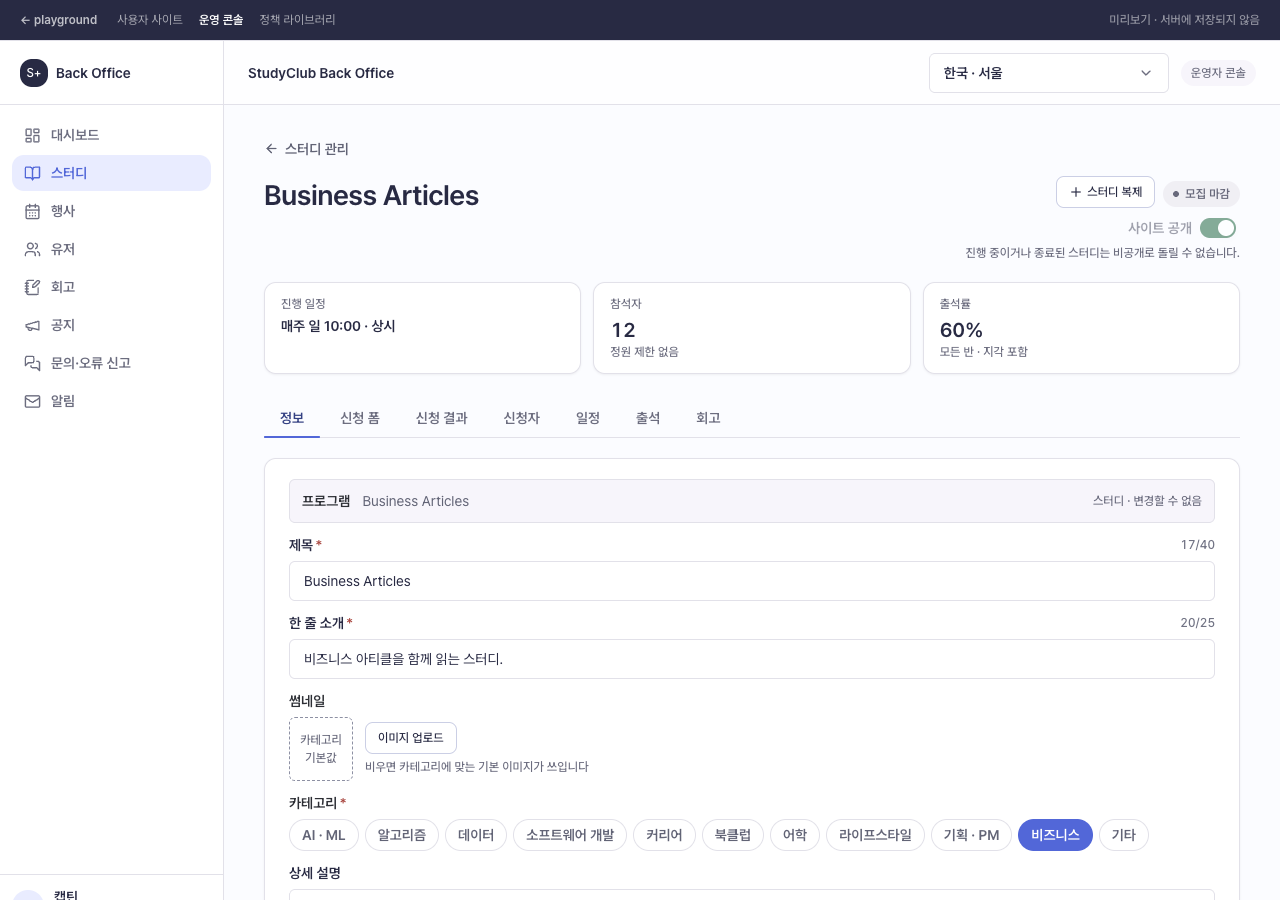 ← playground 사용자 사이트 운영 콘솔 정책 라이브러리 미리보기 · 서버에 저장되지 않음
S+ Back Office
StudyClub Back Office 한국 · 서울 운영자 콘솔
대시보드
스터디
행사
유저
회고
공지
문의·오류 신고
알림
캡틴
← 스터디 관리
Business Articles
+ 스터디 복제 모집 마감
사이트 공개
진행 중이거나 종료된 스터디는 비공개로 돌릴 수 없습니다.
진행 일정
매주 일 10:00 · 상시
참석자
12
정원 제한 없음
출석률
60%
모든 반 · 지각 포함
정보 신청 폼 신청 결과 신청자 일정 출석 회고
프로그램 Business Articles 스터디 · 변경할 수 없음
제목 * 17/40
Business Articles
한 줄 소개 * 20/25
비즈니스 아티클을 함께 읽는 스터디.
썸네일
카테고리
기본값
이미지 업로드
비우면 카테고리에 맞는 기본 이미지가 쓰입니다
카테고리 *
AI · ML 알고리즘 데이터 소프트웨어 개발 커리어 북클럽 어학 라이프스타일 기획 · PM 비즈니스 기타
상세 설명